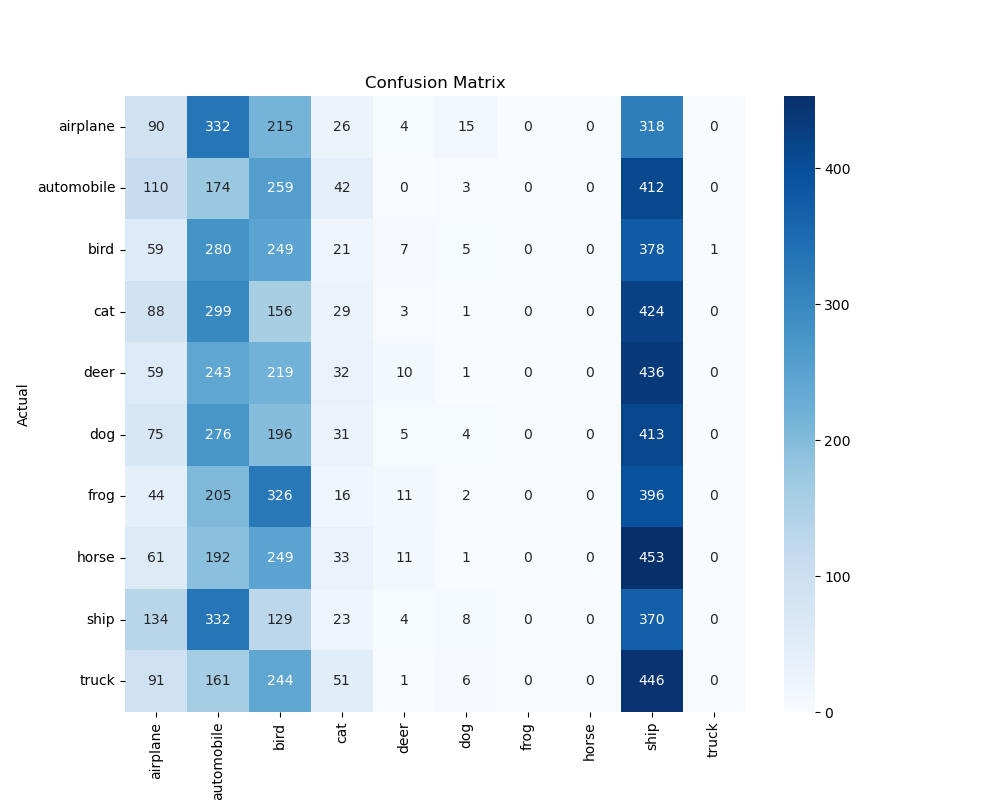 Confusion Matrix
airplane 90 332 215 26 4 15 0 0 318 0
automobile 110 174 259 42 0 3 0 0 412 0
bird 59 280 249 21 7 5 0 0 378 1
cat 88 299 156 29 3 1 0 0 424 0
deer 59 243 219 32 10 1 0 0 436 0
dog 75 276 196 31 5 4 0 0 413 0
frog 44 205 326 16 11 2 0 0 396 0
horse 61 192 249 33 11 1 0 0 453 0
ship 134 332 129 23 4 8 0 0 370 0
truck 91 161 244 51 1 6 0 0 446 0
airplane automobile bird cat deer dog frog horse ship truck
Actual
400
300
200
100
0